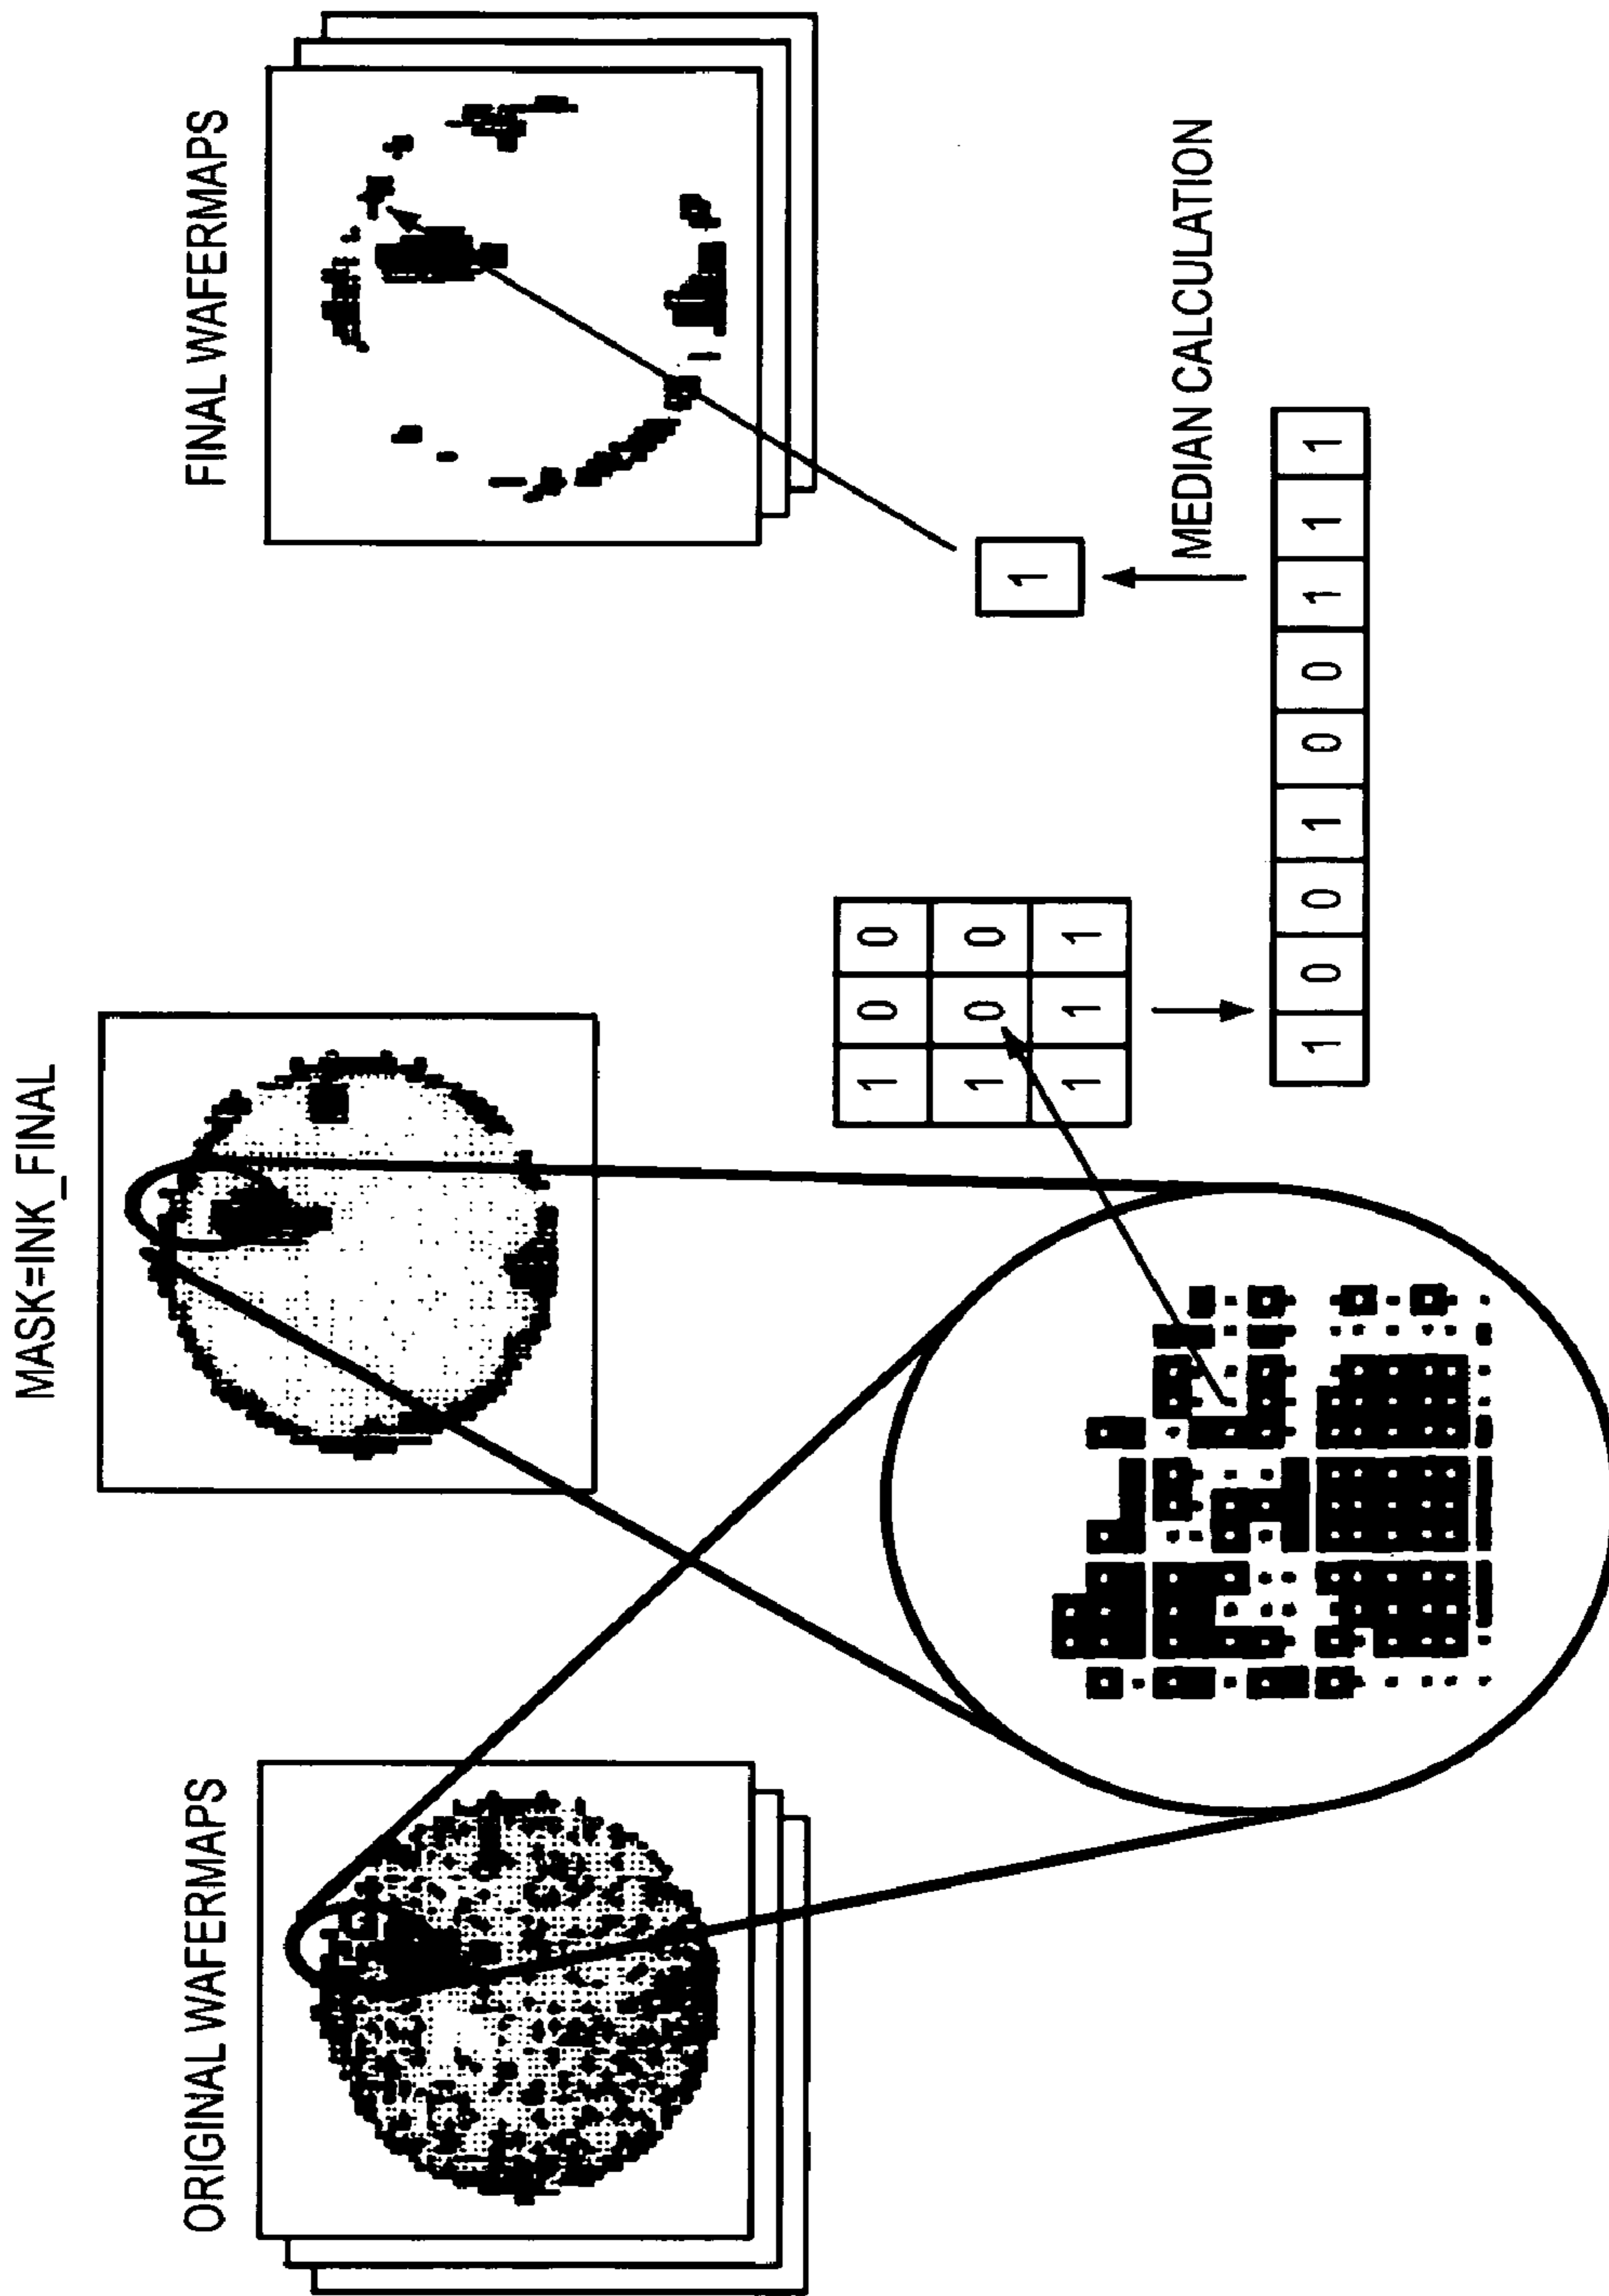 MASK=INK_FINAL
ORIGINAL WAFERMAPS
FINAL WAFERMAPS
1 0 0
1 0 0
1 1 1
1
MEDIAN CALCULATION
1 0 0 1 0 0 1 1 1